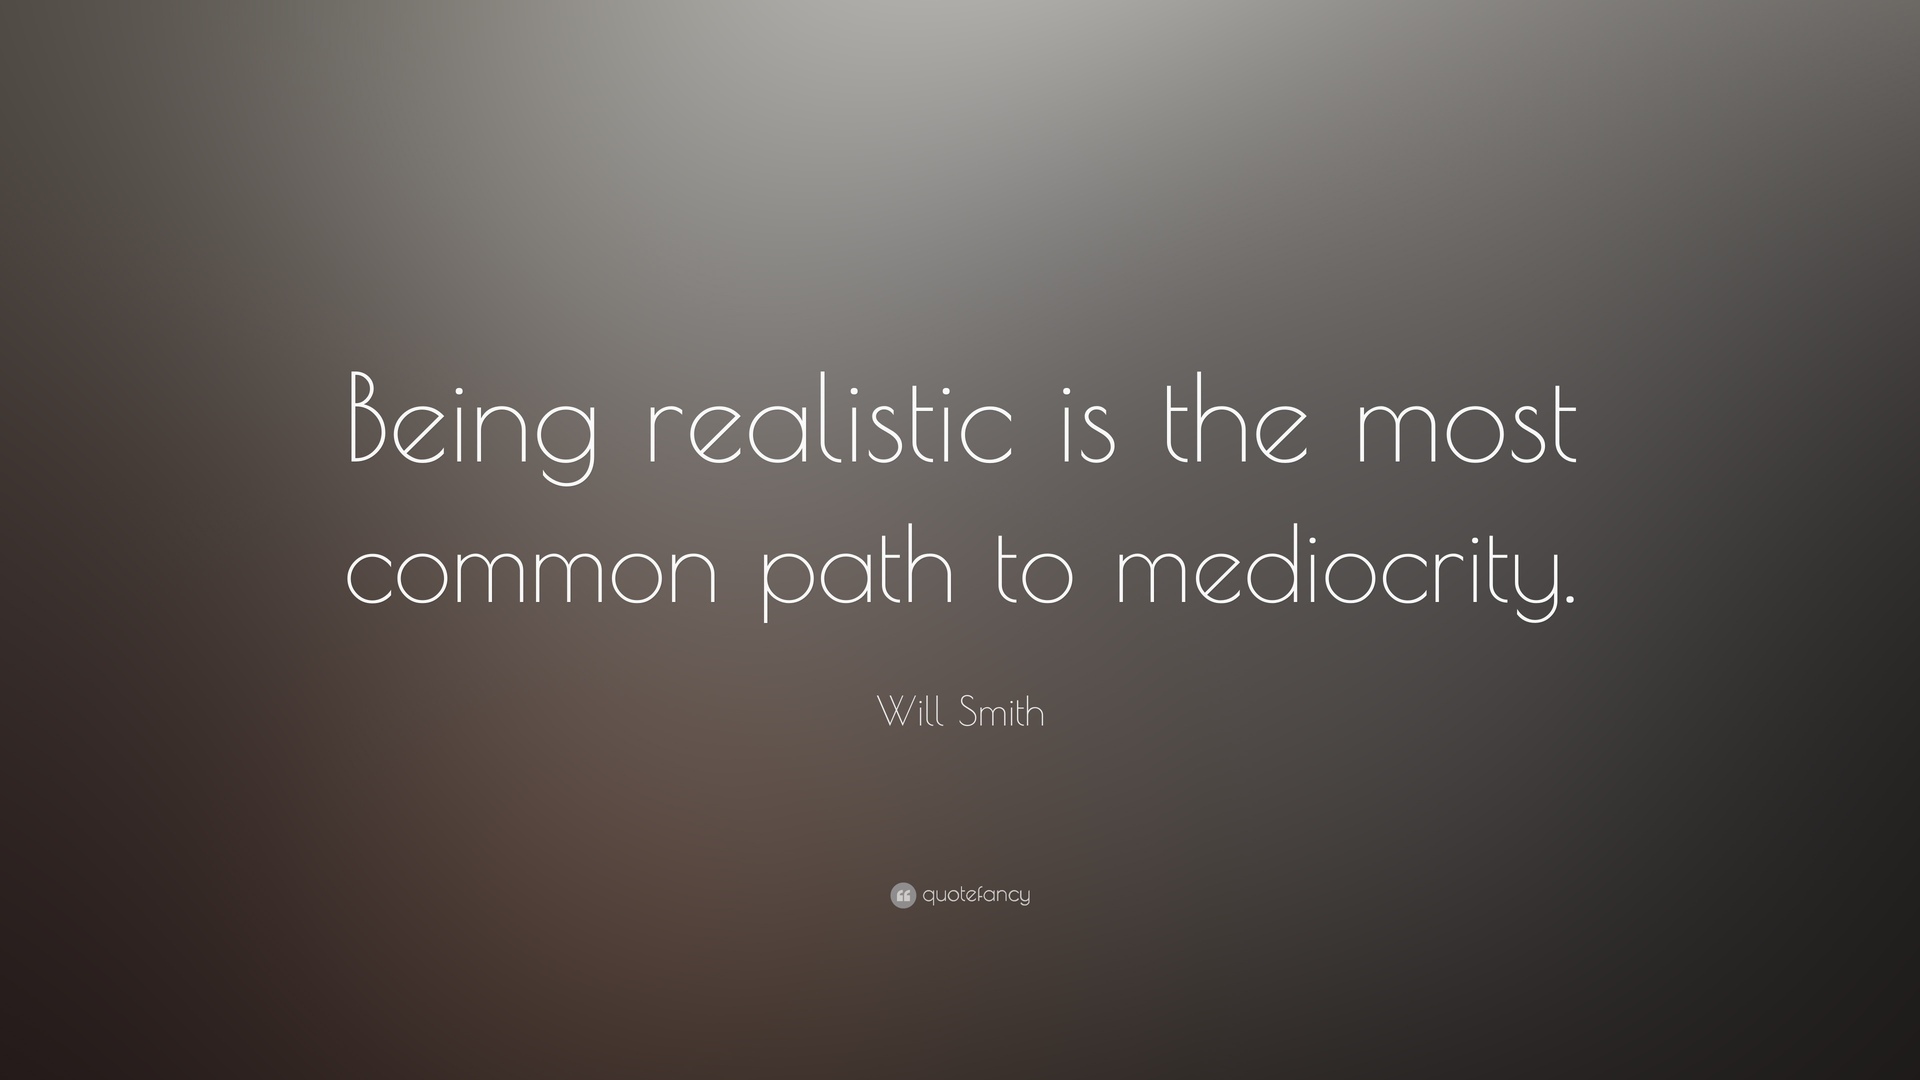 Being realistic is the most
common path to mediocrity.
Will Smith
quotefancy